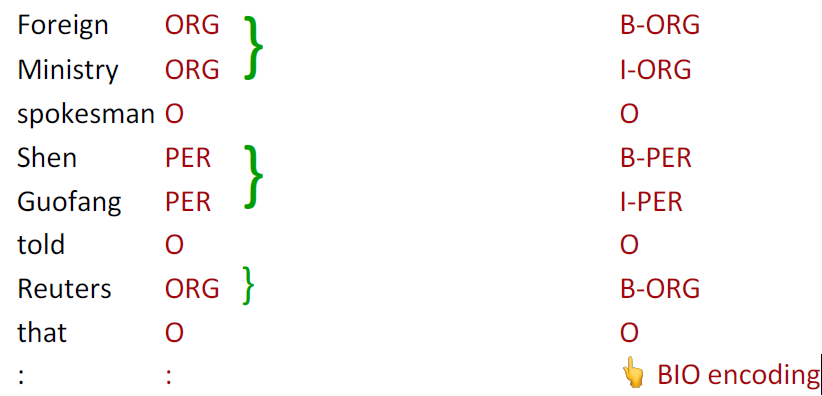 Foreign ORG } B-ORG
Ministry ORG I-ORG
spokesman O O
Shen PER } B-PER
Guofang PER I-PER
told O O
Reuters ORG } B-ORG
that O O
: : 👆 BIO encoding